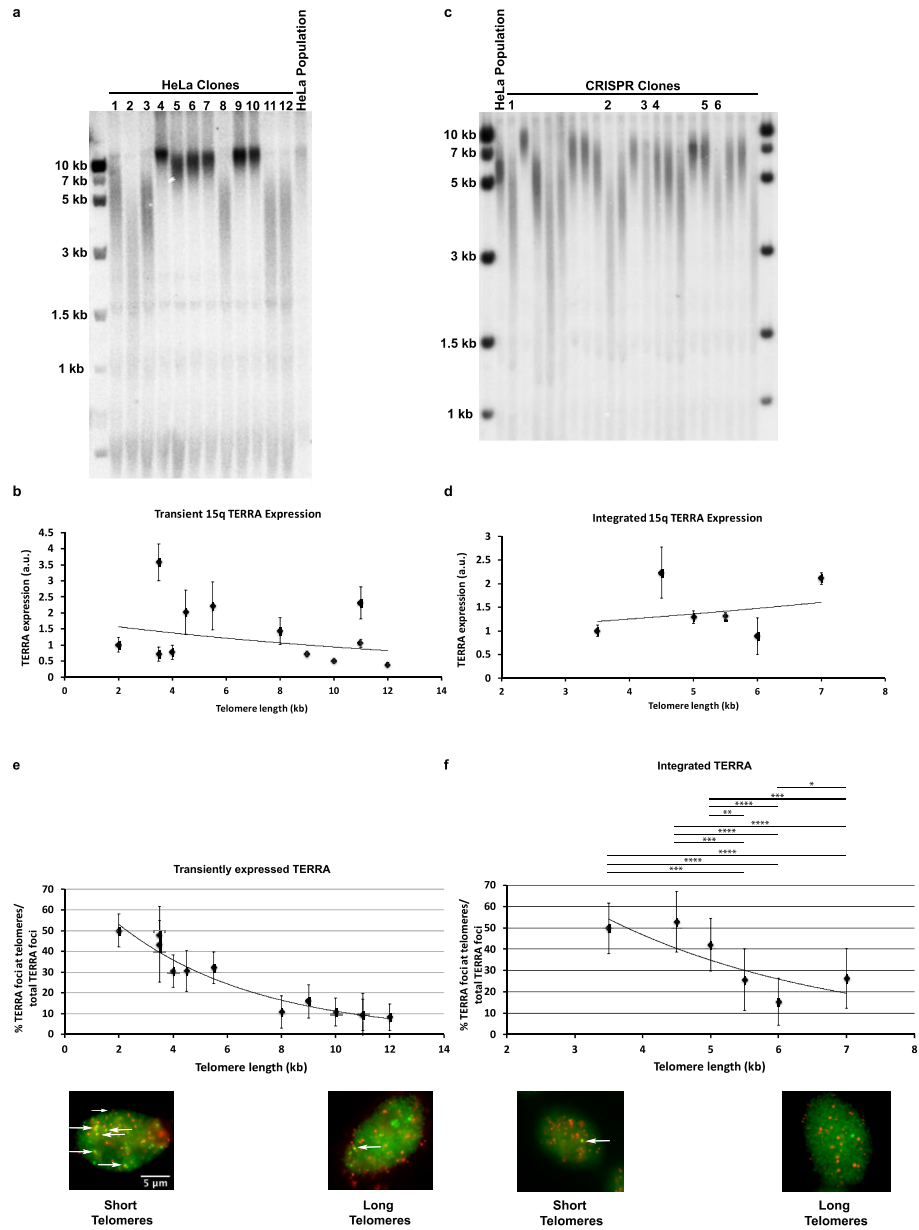 a
HeLa Clones
HeLa Population
1 2 3 4 5 6 7 8 9 10 11 12
10 kb
7 kb
5 kb
3 kb
1.5 kb
1 kb
c
HeLa Population
CRISPR Clones
1 2 3 4 5 6
10 kb
7 kb
5 kb
3 kb
1.5 kb
1 kb
b
Transient 15q TERRA Expression
TERRA expression (a.u.)
4.5
4
3.5
3
2.5
2
1.5
1
0.5
0
0 2 4 6 8 10 12 14
Telomere length (kb)
d
Integrated 15q TERRA Expression
TERRA expression (a.u.)
3
2.5
2
1.5
1
0.5
0
2 3 4 5 6 7 8
Telomere length (kb)
e
Transiently expressed TERRA
% TERRA foci at telomeres/
total TERRA foci
70
60
50
40
30
20
10
0
0 2 4 6 8 10 12 14
Telomere length (kb)
5 µm
Short
Telomeres
Long
Telomeres
f
Integrated TERRA
*
***
****
**
****
****
***
****
****
***
% TERRA foci at telomeres/
total TERRA foci
70
60
50
40
30
20
10
0
2 3 4 5 6 7 8
Telomere length (kb)
Short
Telomeres
Long
Telomeres